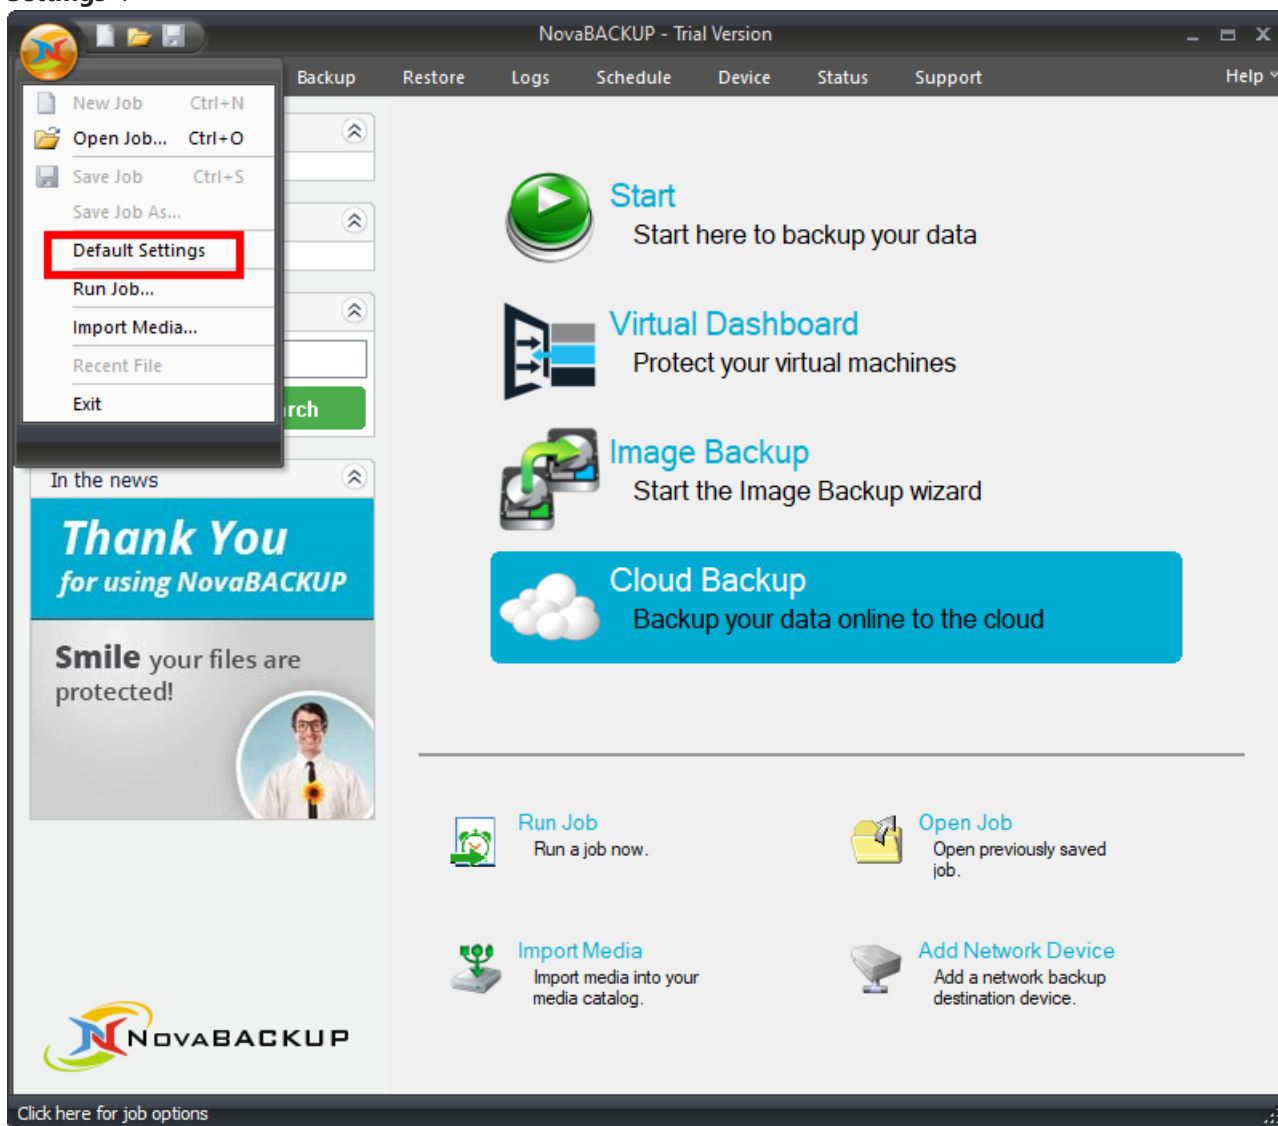 NovaBACKUP - Trial Version
Backup Restore Logs Schedule Device Status Support Help
New Job Ctrl+N
Open Job... Ctrl+O
Save Job Ctrl+S
Save Job As...
Default Settings
Run Job...
Import Media...
Recent File
Exit
In the news
Thank You
for using NovaBACKUP
Smile your files are
protected!
NovaBACKUP
Start
Start here to backup your data
Virtual Dashboard
Protect your virtual machines
Image Backup
Start the Image Backup wizard
Cloud Backup
Backup your data online to the cloud
Run Job
Run a job now.
Open Job
Open previously saved
job.
Import Media
Import media into your
media catalog.
Add Network Device
Add a network backup
destination device.
Click here for job options